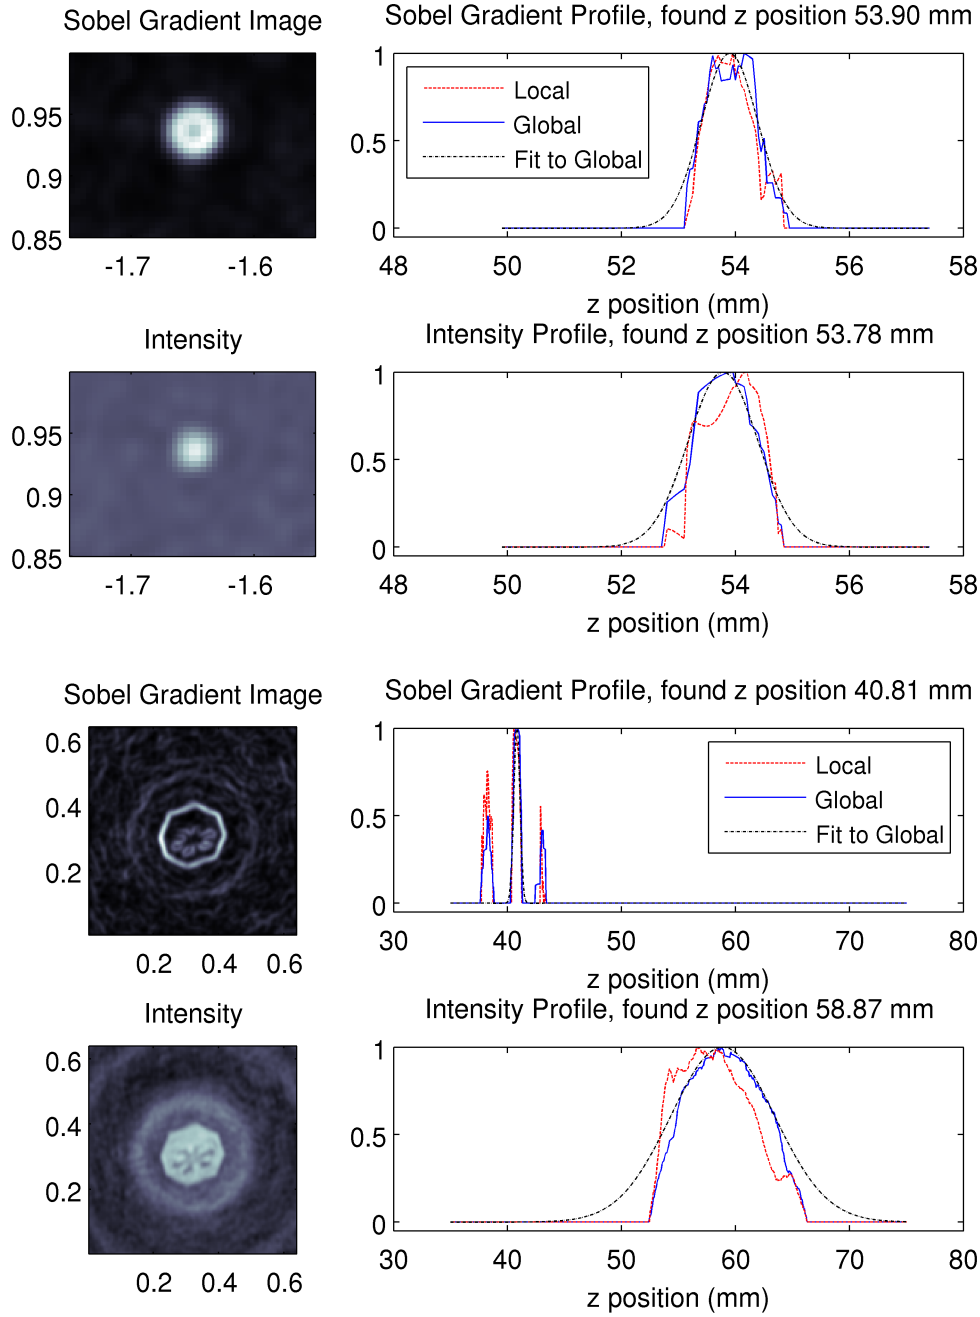 Sobel Gradient Image
0.95
0.9
0.85
-1.7 -1.6
Sobel Gradient Profile, found z position 53.90 mm
1
0.5
0
Local
Global
Fit to Global
48 50 52 54 56 58
z position (mm)
Intensity
0.95
0.9
0.85
-1.7 -1.6
Intensity Profile, found z position 53.78 mm
1
0.5
0
48 50 52 54 56 58
z position (mm)
Sobel Gradient Image
0.6
0.4
0.2
0.2 0.4 0.6
Sobel Gradient Profile, found z position 40.81 mm
1
0.5
0
Local
Global
Fit to Global
30 40 50 60 70 80
z position (mm)
Intensity
0.6
0.4
0.2
0.2 0.4 0.6
Intensity Profile, found z position 58.87 mm
1
0.5
0
30 40 50 60 70 80
z position (mm)